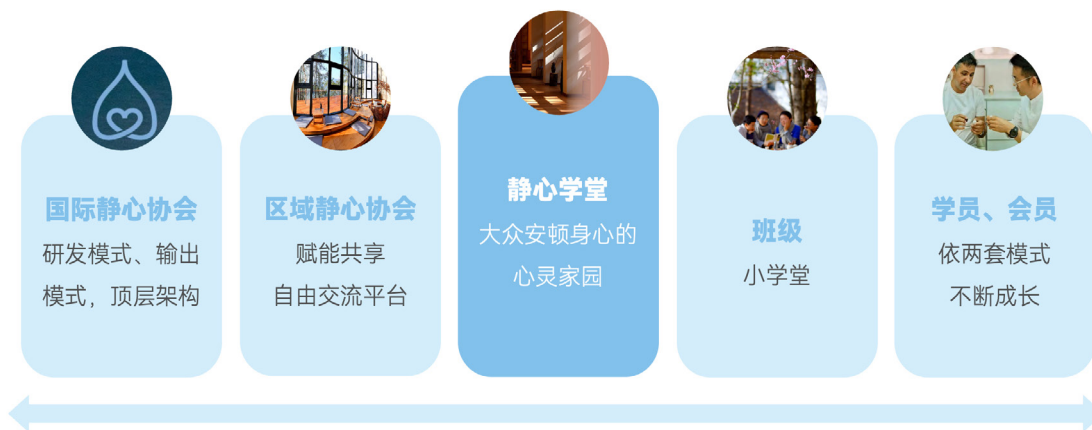 国际静心协会
研发模式、输出
模式，顶层架构
区域静心协会
赋能共享
自由交流平台
静心学堂
大众安顿身心的
心灵家园
班级
小学堂
学员、会员
依两套模式
不断成长